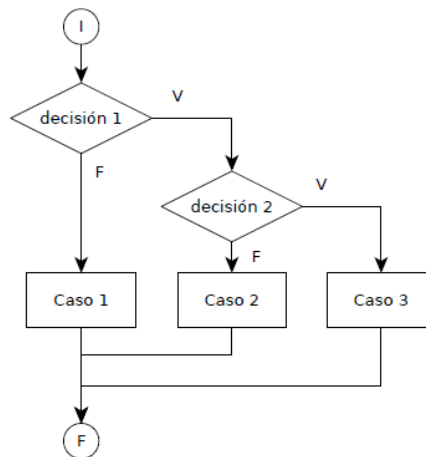 I
V
decisión 1
F
V
decisión 2
F
Caso 1
Caso 2
Caso 3
F